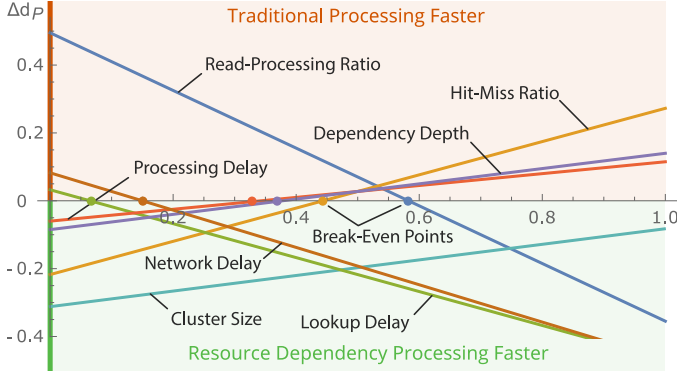 Δd_P
Traditional Processing Faster
0.4
Read-Processing Ratio
Hit-Miss Ratio
0.2
Dependency Depth
Processing Delay
0
0.2
0.4
0.6
0.8
1.0
Break-Even Points
Network Delay
-0.2
Cluster Size
Lookup Delay
-0.4
Resource Dependency Processing Faster